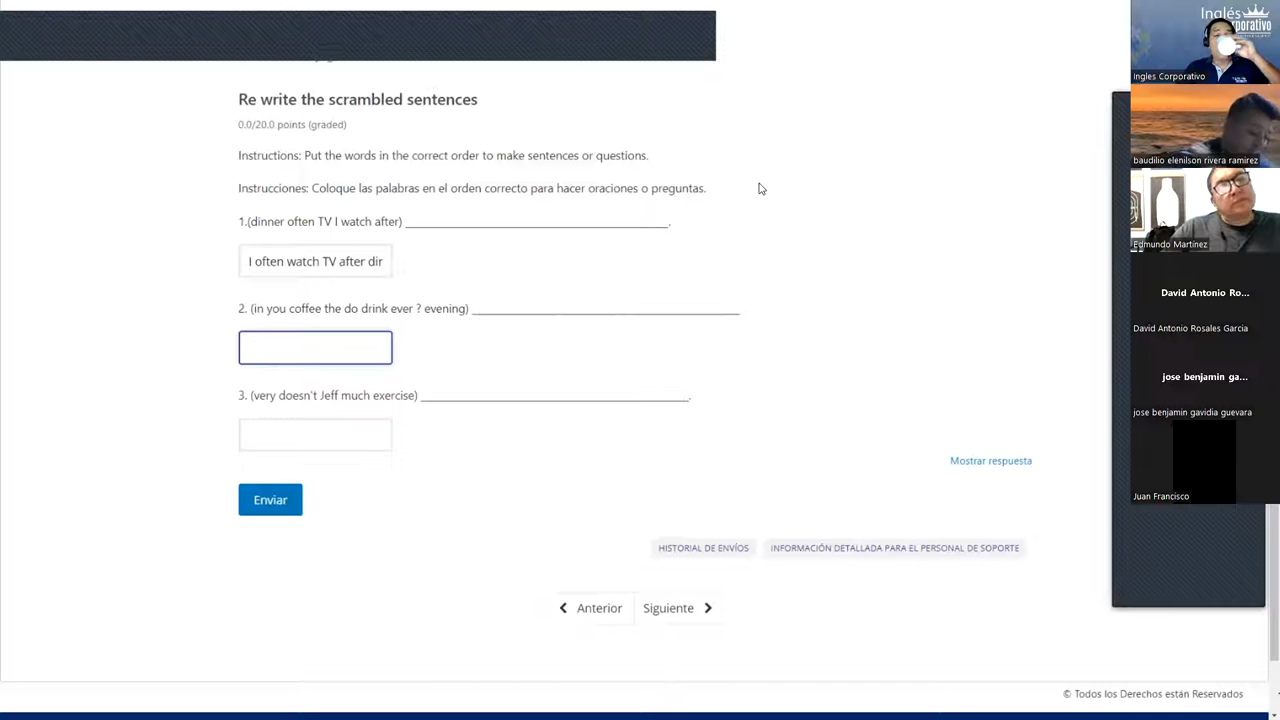 Re write the scrambled sentences
0.0/20.0 points (graded)
Instructions: Put the words in the correct order to make sentences or questions.
Instrucciones: Coloque las palabras en el orden correcto para hacer oraciones o preguntas.
1.(dinner often TV I watch after) ______________________________________.
I often watch TV after dir
2. (in you coffee the do drink ever ? evening) ______________________________________
3. (very doesn't Jeff much exercise) ______________________________________.
Mostrar respuesta
Enviar
HISTORIAL DE ENVÍOS
INFORMACIÓN DETALLADA PARA EL PERSONAL DE SOPORTE
Anterior
Siguiente
© Todos los Derechos están Reservados
Inglés
Ingles Corporativo
baudilio elenilson rivera ramirez
Edmundo Martínez
David Antonio Ro...
David Antonio Rosales Garcia
jose benjamin ga...
jose benjamin gavidia guevara
Juan Francisco